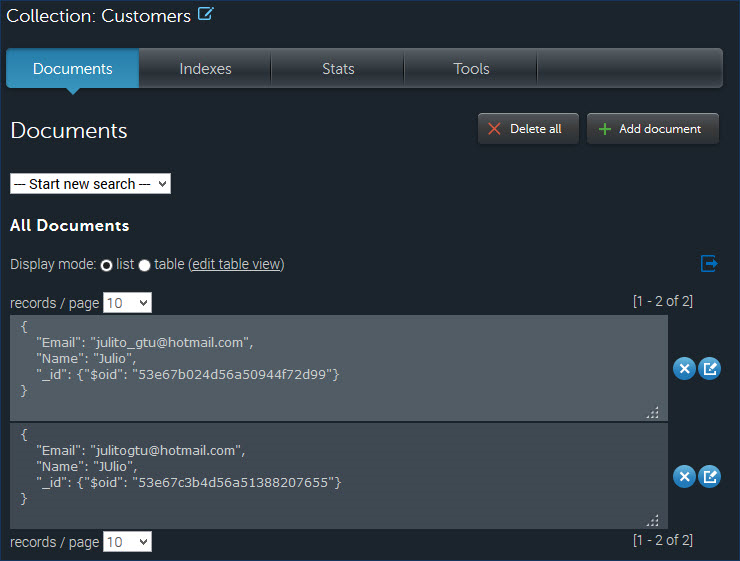 Collection: Customers
Documents Indexes Stats Tools
Documents
Delete all Add document
--- Start new search ---
All Documents
Display mode: list table (edit table view)
records / page 10 [1 - 2 of 2]
{
"Email": "julito_gtu@hotmail.com",
"Name": "Julio",
"_id": {"$oid": "53e67b024d56a50944f72d99"}
}
{
"Email": "julitogtu@hotmail.com",
"Name": "JUlio",
"_id": {"$oid": "53e67c3b4d56a51388207655"}
}
records / page 10 [1 - 2 of 2]